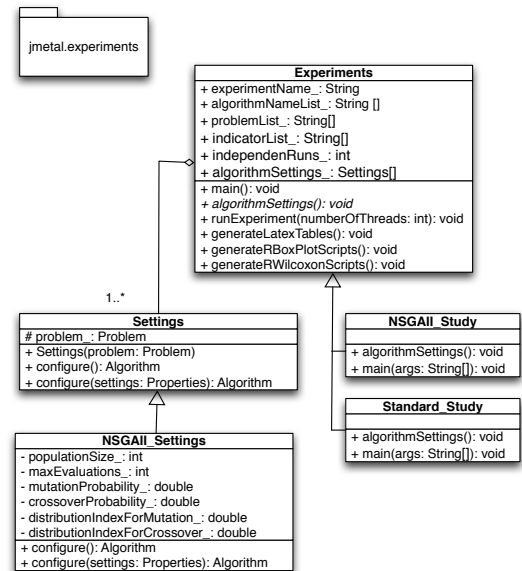 jmetal.experiments
Experiments
+ experimentName_: String
+ algorithmNameList_: String []
+ problemList_: String[]
+ indicatorList_: String[]
+ independenRuns_: int
+ algorithmSettings_: Settings[]
+ main(): void
+ algorithmSettings(): void
+ runExperiment(numberOfThreads: int): void
+ generateLatexTables(): void
+ generateRBoxPlotScripts(): void
+ generateRWilcoxonScripts(): void
1..*
Settings
# problem_: Problem
+ Settings(problem: Problem)
+ configure(): Algorithm
+ configure(settings: Properties): Algorithm
NSGAII_Study
+ algorithmSettings(): void
+ main(args: String[]): void
Standard_Study
+ algorithmSettings(): void
+ main(args: String[]): void
NSGAII_Settings
- populationSize_: int
- maxEvaluations_: int
- mutationProbability_: double
- crossoverProbability_: double
- distributionIndexForMutation_: double
- distributionIndexForCrossover_: double
+ configure(): Algorithm
+ configure(settings: Properties): Algorithm